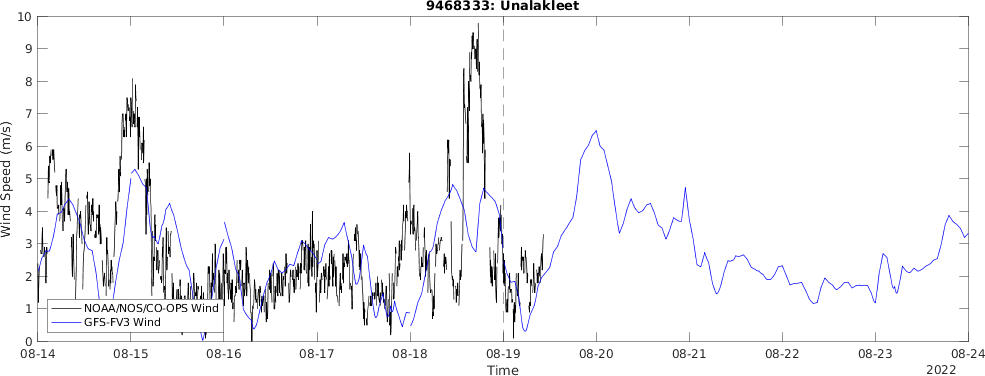 9468333: Unalakleet
10
9
8
7
6
5
4
3
2
1
0
Wind Speed (m/s)
NOAA/NOS/CO-OPS Wind
GFS-FV3 Wind
08-14 08-15 08-16 08-17 08-18 08-19 08-20 08-21 08-22 08-23 08-24
Time
2022